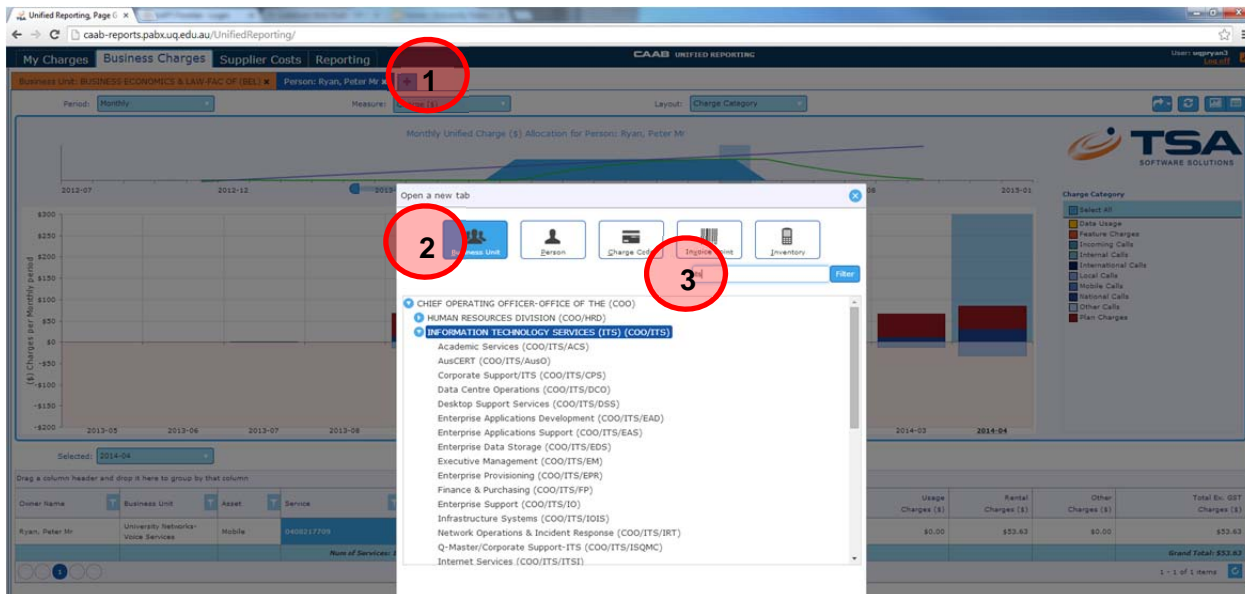 Unified Reporting, Page
caab-reports.pabx.uq.edu.au/UnifiedReporting/
My Charges Business Charges Supplier Costs Reporting
CAAB UNIFIED REPORTING
User: uqpryan3
Log off
Business Unit: BUSINESS ECONOMICS & LAW-FAC OF (BEL) Person: Ryan, Peter Mr + 1
Period: Monthly Measure: Charge ($) Layout: Charge Category
Monthly Unified Charge ($) Allocation for Person: Ryan, Peter Mr
TSA
SOFTWARE SOLUTIONS
2012-07 2012-12 2015-01
Open a new tab
2
Business Unit Person Charge Code Invoice Point Inventory
3
Filter
CHIEF OPERATING OFFICER-OFFICE OF THE (COO)
HUMAN RESOURCES DIVISION (COO/HRD)
INFORMATION TECHNOLOGY SERVICES (ITS) (COO/ITS)
Academic Services (COO/ITS/ACS)
AusCERT (COO/ITS/AusO)
Corporate Support/ITS (COO/ITS/CPS)
Data Centre Operations (COO/ITS/DCO)
Desktop Support Services (COO/ITS/DSS)
Enterprise Applications Development (COO/ITS/EAD)
Enterprise Applications Support (COO/ITS/EAS)
Enterprise Data Storage (COO/ITS/EDS)
Executive Management (COO/ITS/EM)
Enterprise Provisioning (COO/ITS/EPR)
Finance & Purchasing (COO/ITS/FP)
Enterprise Support (COO/ITS/IO)
Infrastructure Systems (COO/ITS/IOIS)
Network Operations & Incident Response (COO/ITS/IRT)
Q-Master/Corporate Support-ITS (COO/ITS/ISQMC)
Internet Services (COO/ITS/ITSI)
Charge Category
Select All
Data Usage
Feature Charges
Incoming Calls
Internal Calls
International Calls
Local Calls
Mobile Calls
National Calls
Other Calls
Plan Charges
($) Charges per Monthly period
$300
$250
$200
$150
$100
$50
$0
-$50
-$100
-$150
-$200
2013-05 2013-06 2013-07 2013-08 2014-03 2014-04
Selected: 2014-04
Drag a column header and drop it here to group by that column
Owner Name Business Unit Asset Service Usage Charges ($) Rental Charges ($) Other Charges ($) Total Ex. GST Charges ($)
Ryan, Peter Mr University Networks-Voice Services Mobile 0408217709 $0.00 $53.63 $0.00 $53.63
Num of Services: Grand Total: $53.63
1 1 - 1 of 1 items